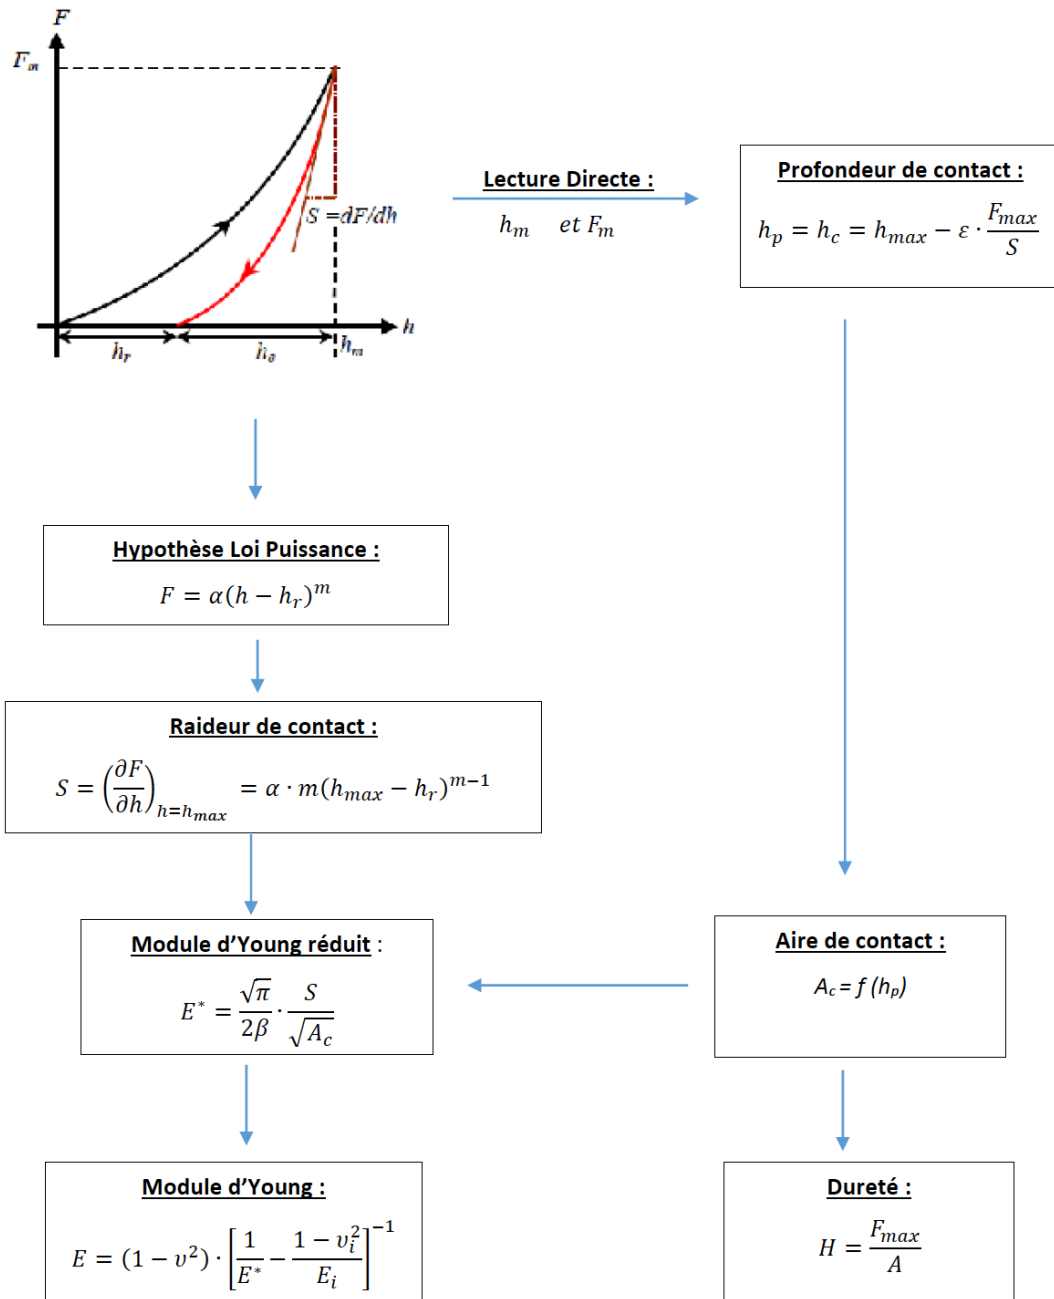 F
Fm
S = dF/dh
h
hr
he
hm
Lecture Directe :
hm et Fm
Profondeur de contact :
hp = hc = hmax − ε · Fmax/S
Hypothèse Loi Puissance :
F = α(h − hr)^m
Raideur de contact :
S = (∂F/∂h)h=hmax = α · m(hmax − hr)^m−1
Module d'Young réduit :
E* = √π/2β · S/√Ac
Aire de contact :
Ac = f (hp)
Module d'Young :
E = (1 − υ²) · [1/E* − 1 − υi²/Ei]^−1
Dureté :
H = Fmax/A